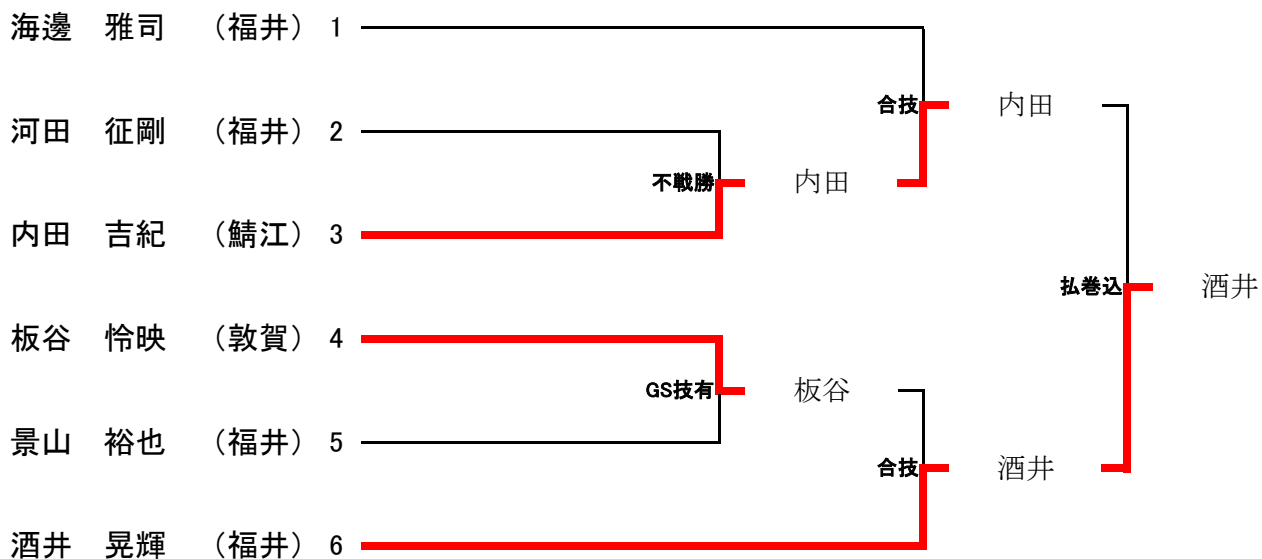 海邊 雅司 （福井） 1
合技 内田
河田 征剛 （福井） 2
不戦勝 内田
内田 吉紀 （鯖江） 3
払巻込 酒井
板谷 怜映 （敦賀） 4
GS技有 板谷
景山 裕也 （福井） 5
合技 酒井
酒井 晃輝 （福井） 6